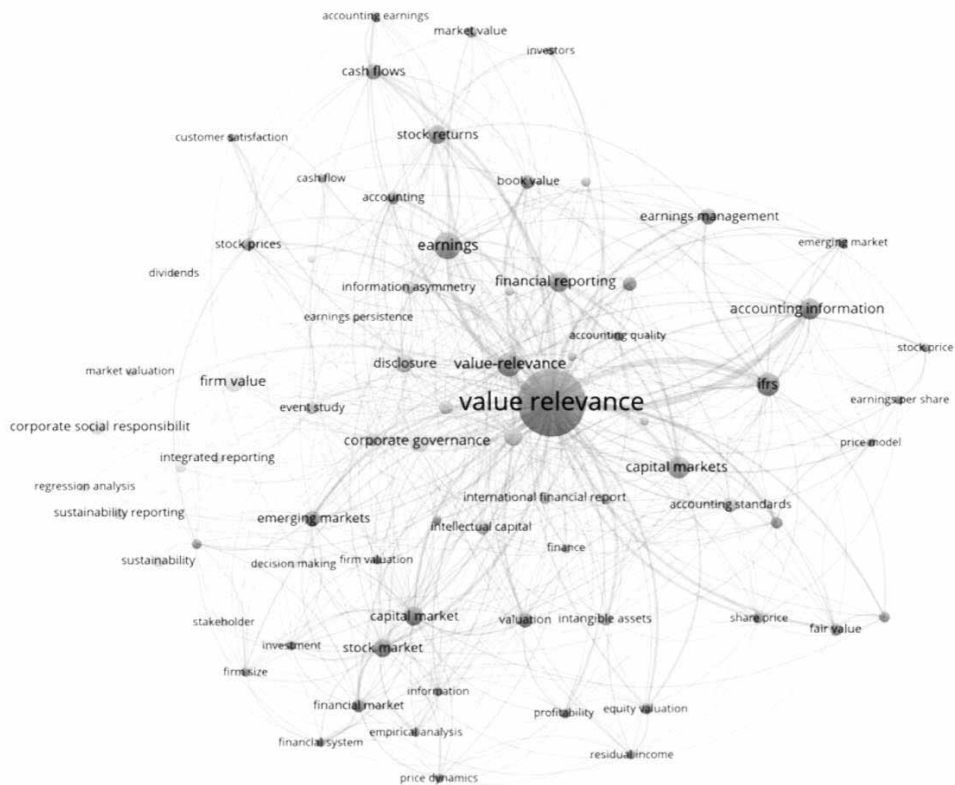 accounting earnings
market value
investors
cash flows
stock returns
customer satisfaction
cash flow
book value
accounting
earnings management
stock prices
earnings
emerging market
dividends
information asymmetry
financial reporting
accounting information
earnings persistence
accounting quality
stock price
market valuation
disclosure
value-relevance
firm value
ifrs
event study
value relevance
earnings per share
corporate social responsibilit
corporate governance
price model
integrated reporting
capital markets
regression analysis
international financial report
accounting standards
sustainability reporting
emerging markets
intellectual capital
sustainability
decision making
firm valuation
finance
stakeholder
capital market
valuation
intangible assets
share price
fair value
investment
stock market
firm size
information
financial market
profitability
equity valuation
financial system
empirical analysis
residual income
price dynamics